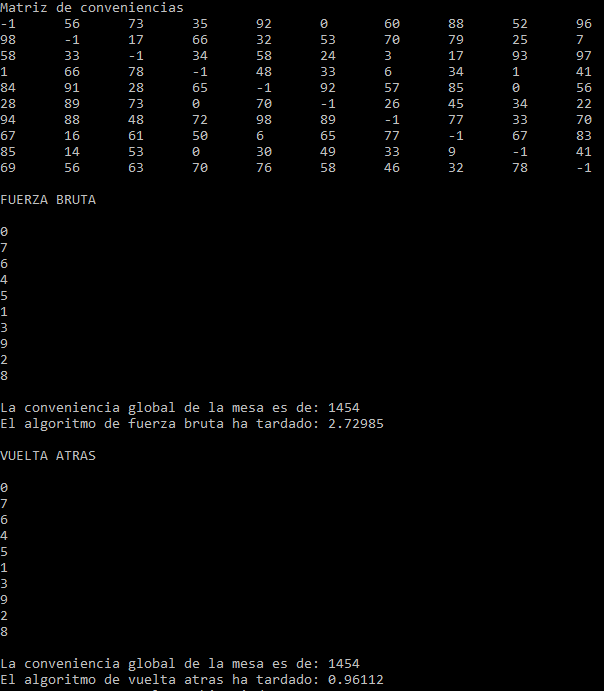 Matriz de conveniencias
-1 56 73 35 92 0 60 88 52 96
98 -1 17 66 32 53 70 79 25 7
58 33 -1 34 58 24 3 17 93 97
1 66 78 -1 48 33 6 34 1 41
84 91 28 65 -1 92 57 85 0 56
28 89 73 0 70 -1 26 45 34 22
94 88 48 72 98 89 -1 77 33 70
67 16 61 50 6 65 77 -1 67 83
85 14 53 0 30 49 33 9 -1 41
69 56 63 70 76 58 46 32 78 -1
FUERZA BRUTA
0
7
6
4
5
1
3
9
2
8
La conveniencia global de la mesa es de: 1454
El algoritmo de fuerza bruta ha tardado: 2.72985
VUELTA ATRAS
0
7
6
4
5
1
3
9
2
8
La conveniencia global de la mesa es de: 1454
El algoritmo de vuelta atras ha tardado: 0.96112